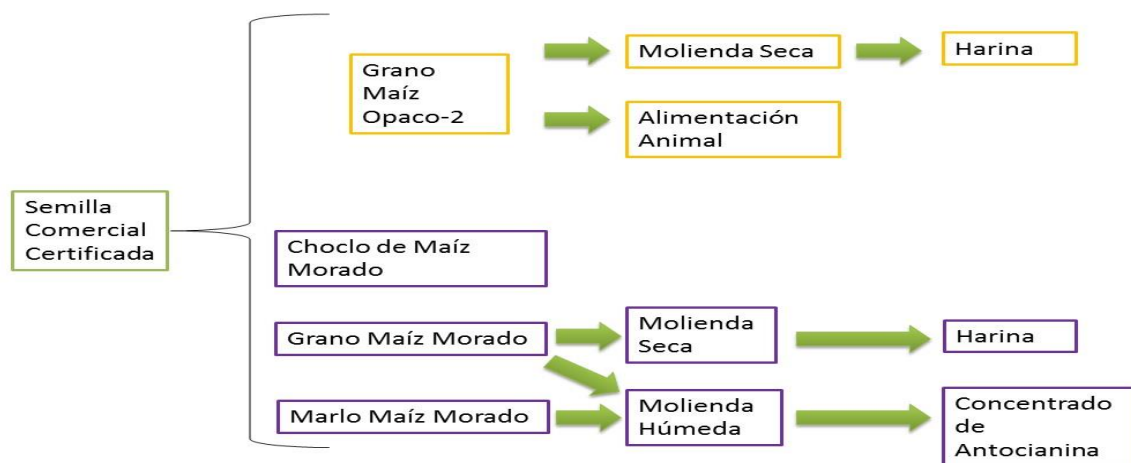 Semilla
Comercial
Certificada
Grano
Maíz
Opaco-2
Molienda Seca
Harina
Alimentación
Animal
Choclo de Maíz
Morado
Grano Maíz Morado
Molienda
Seca
Harina
Marlo Maíz Morado
Molienda
Húmeda
Concentrado
de
Antocianina